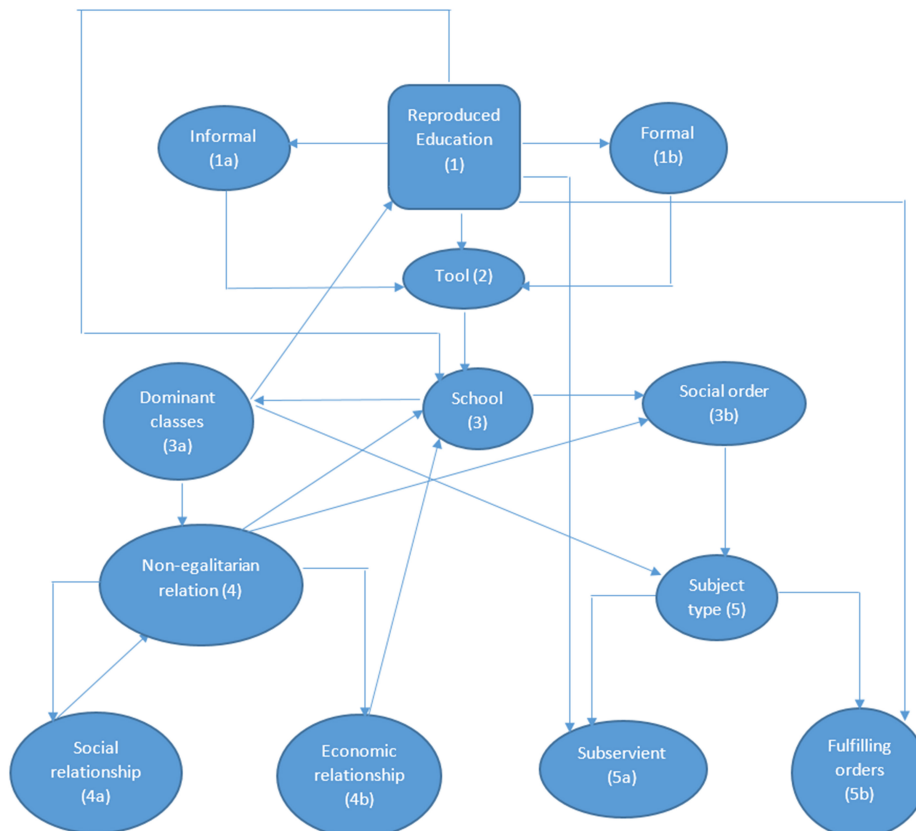 Reproduced
Education
(1)
Informal
(1a)
Formal
(1b)
Tool (2)
Dominant
classes
(3a)
School
(3)
Social order
(3b)
Non-egalitarian
relation (4)
Subject
type (5)
Social
relationship
(4a)
Economic
relationship
(4b)
Subservient
(5a)
Fulfilling
orders
(5b)